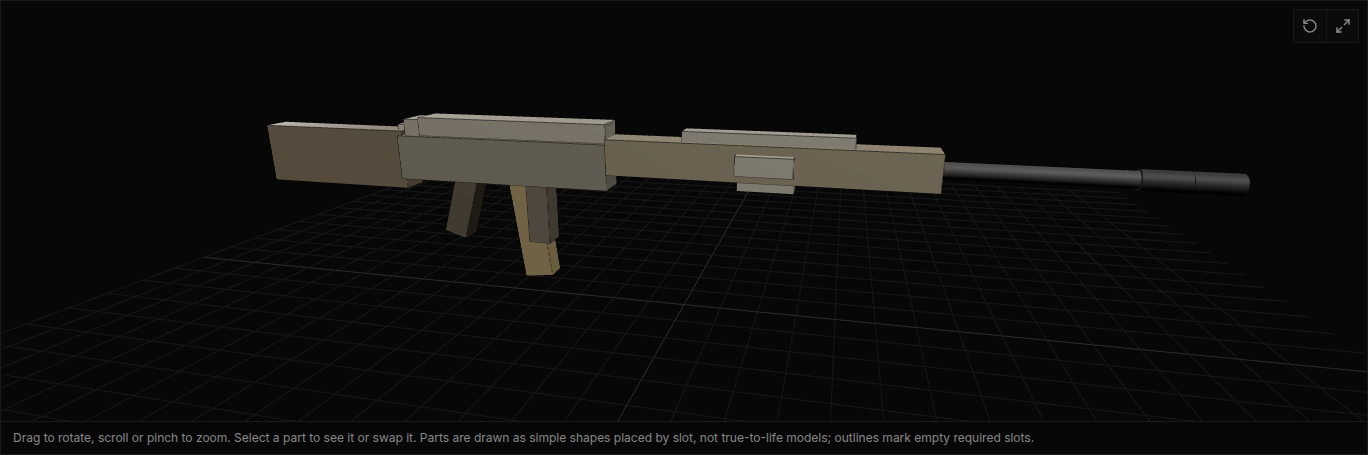 Drag to rotate, scroll or pinch to zoom. Select a part to see it or swap it. Parts are drawn as simple shapes placed by slot, not true-to-life models; outlines mark empty required slots.